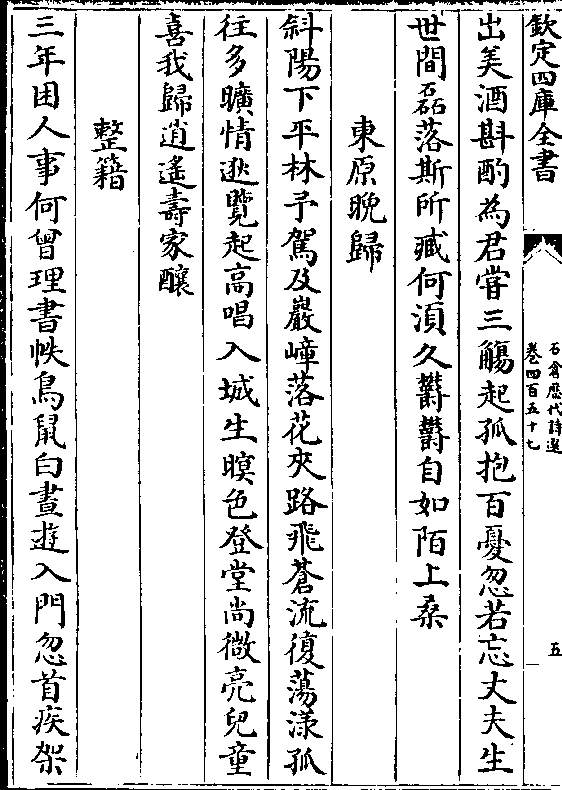 欽定四庫全書
石倉歷代詩選
卷四百五十七
五
出美酒斟酌為君嘗三觴起孤抱百憂忽若忘丈夫生
世間磊落斯所臧何須久欝欝自如陌上桑
東原晚歸
斜陽下平林予駕及巖嶂落花夾路飛蒼流復蕩漾孤
往多曠情遐覽起高唱入城生暝色登堂尚微亮兒童
喜我歸逍遙壽家釀
整籍
三年困人事何曾理書帙鳥鼠白晝遊入門忽首疾架